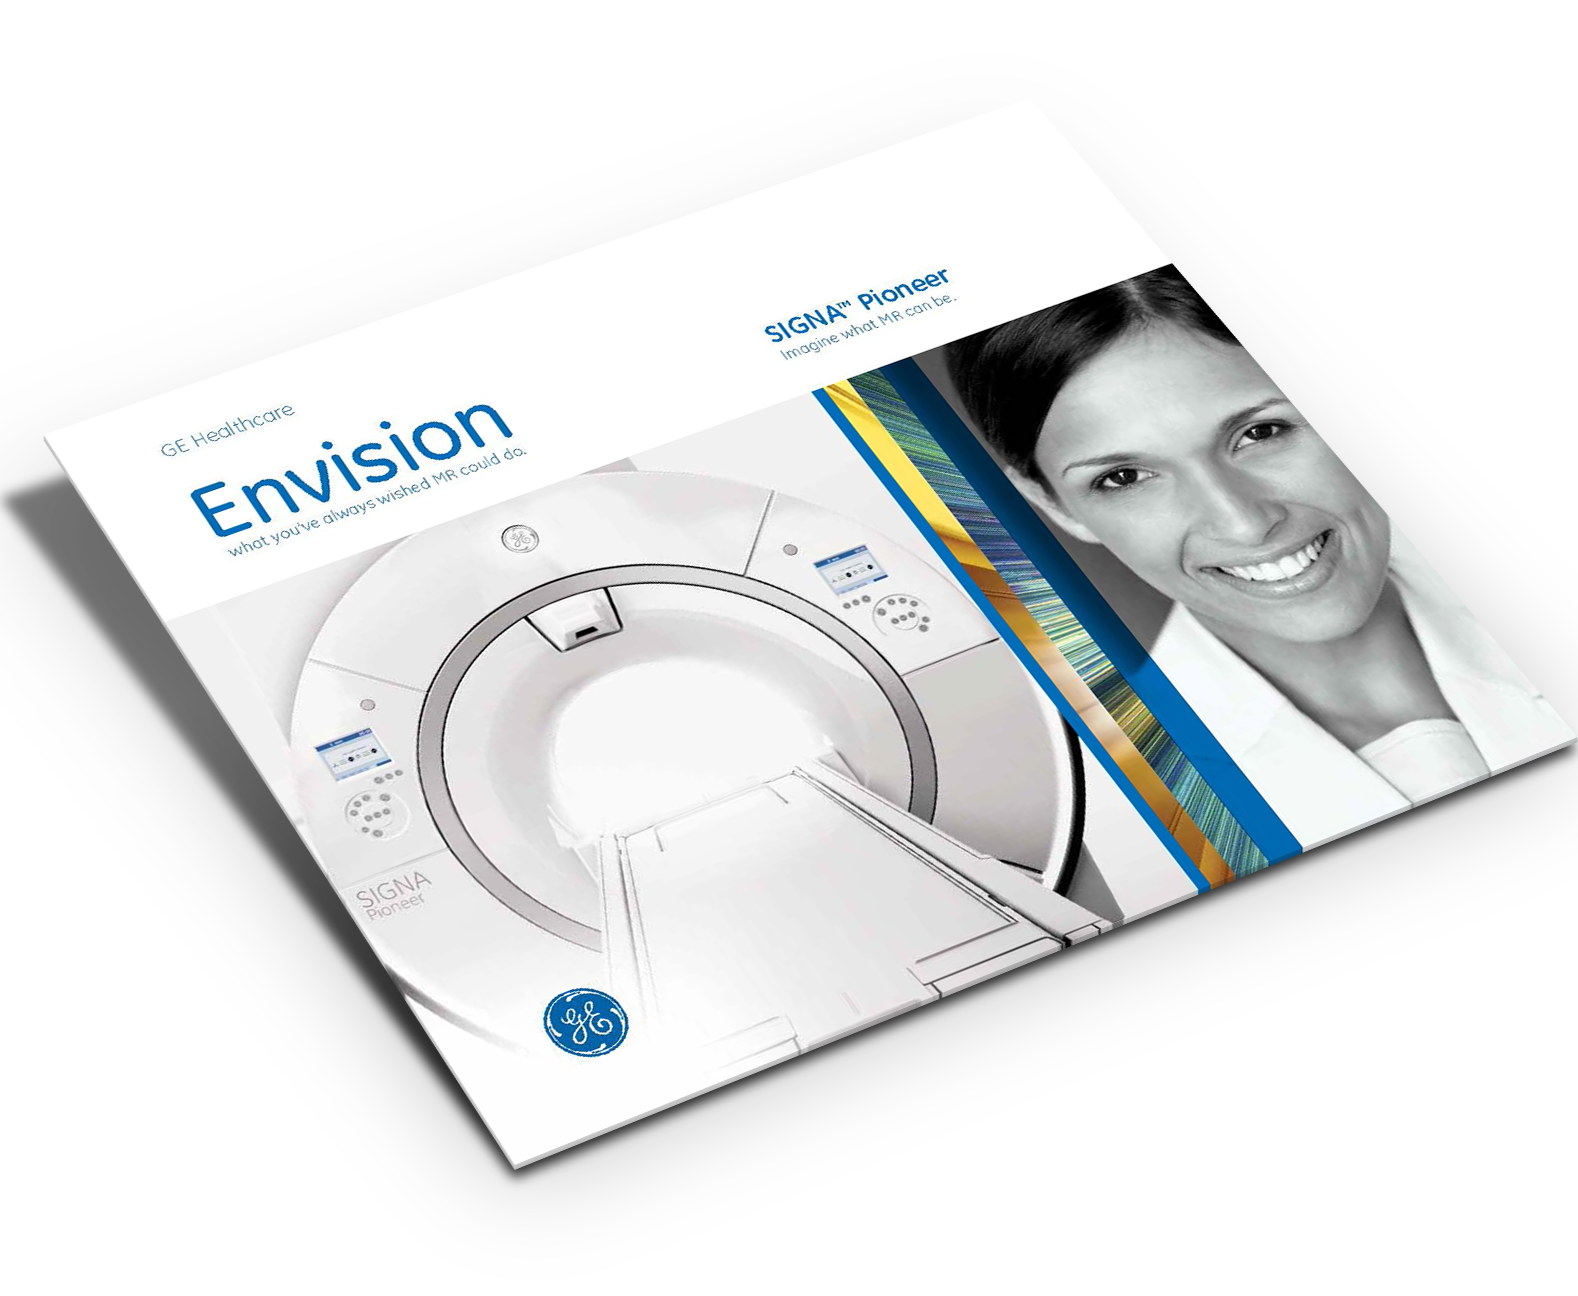 GE Healthcare
Envision
what you've always wished MR could do.
SIGNA™ Pioneer
Imagine what MR can be.
SIGNA
Pioneer
GE